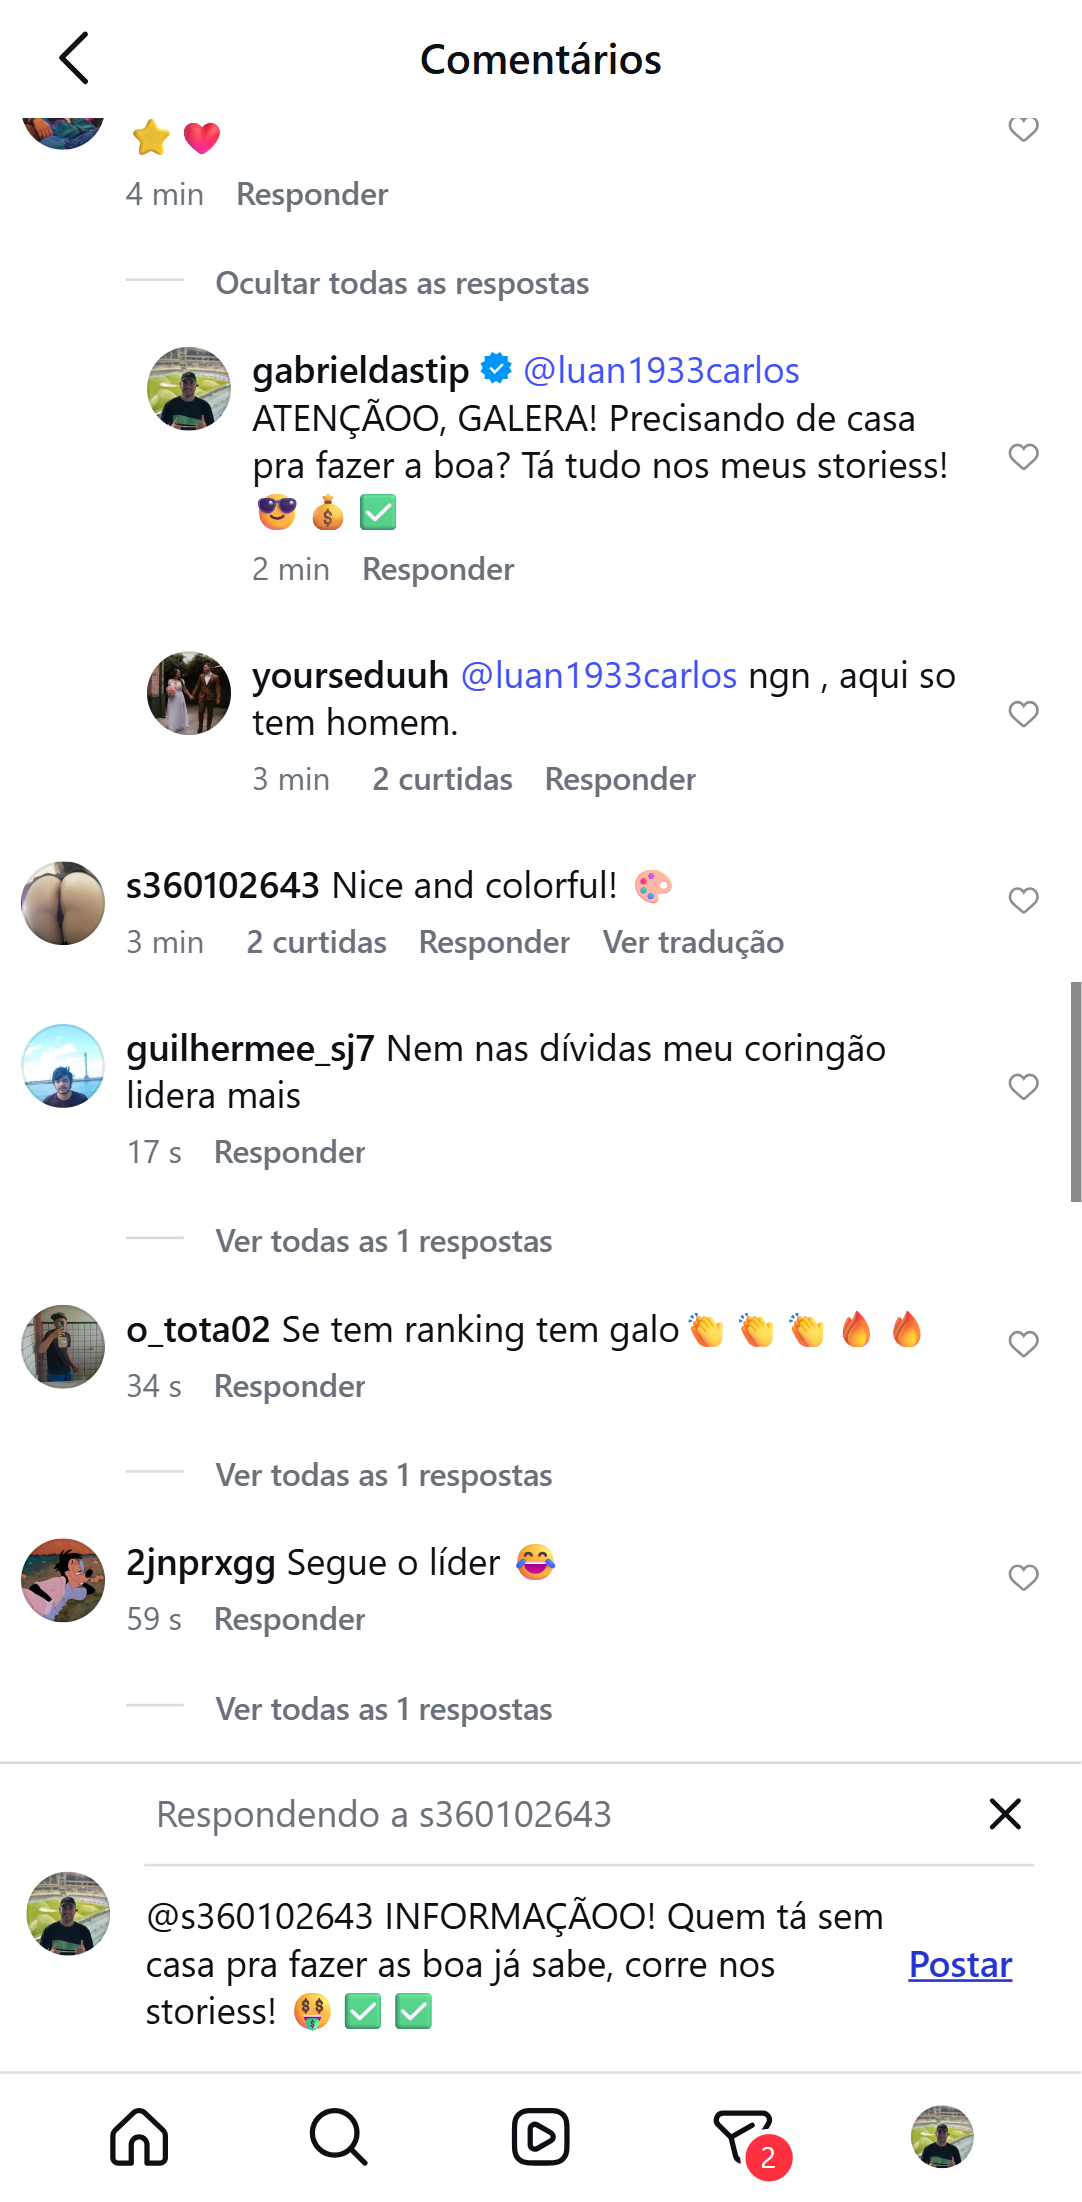 Comentários
⭐ ❤️
4 min Responder
Ocultar todas as respostas
gabrieldastip @luan1933carlos
ATENÇÃOO, GALERA! Precisando de casa
pra fazer a boa? Tá tudo nos meus storiess!
😎 💰 ✅
2 min Responder
yourseduuh @luan1933carlos ngn , aqui so
tem homem.
3 min 2 curtidas Responder
s360102643 Nice and colorful! 🎨
3 min 2 curtidas Responder Ver tradução
guilhermee_sj7 Nem nas dívidas meu coringão
lidera mais
17 s Responder
Ver todas as 1 respostas
o_tota02 Se tem ranking tem galo 👏 👏 👏 🔥 🔥
34 s Responder
Ver todas as 1 respostas
2jnprxgg Segue o líder 😂
59 s Responder
Ver todas as 1 respostas
Respondendo a s360102643
@s360102643 INFORMAÇÃOO! Quem tá sem
casa pra fazer as boa já sabe, corre nos
storiess! 🤑 ✅ ✅
Postar
2